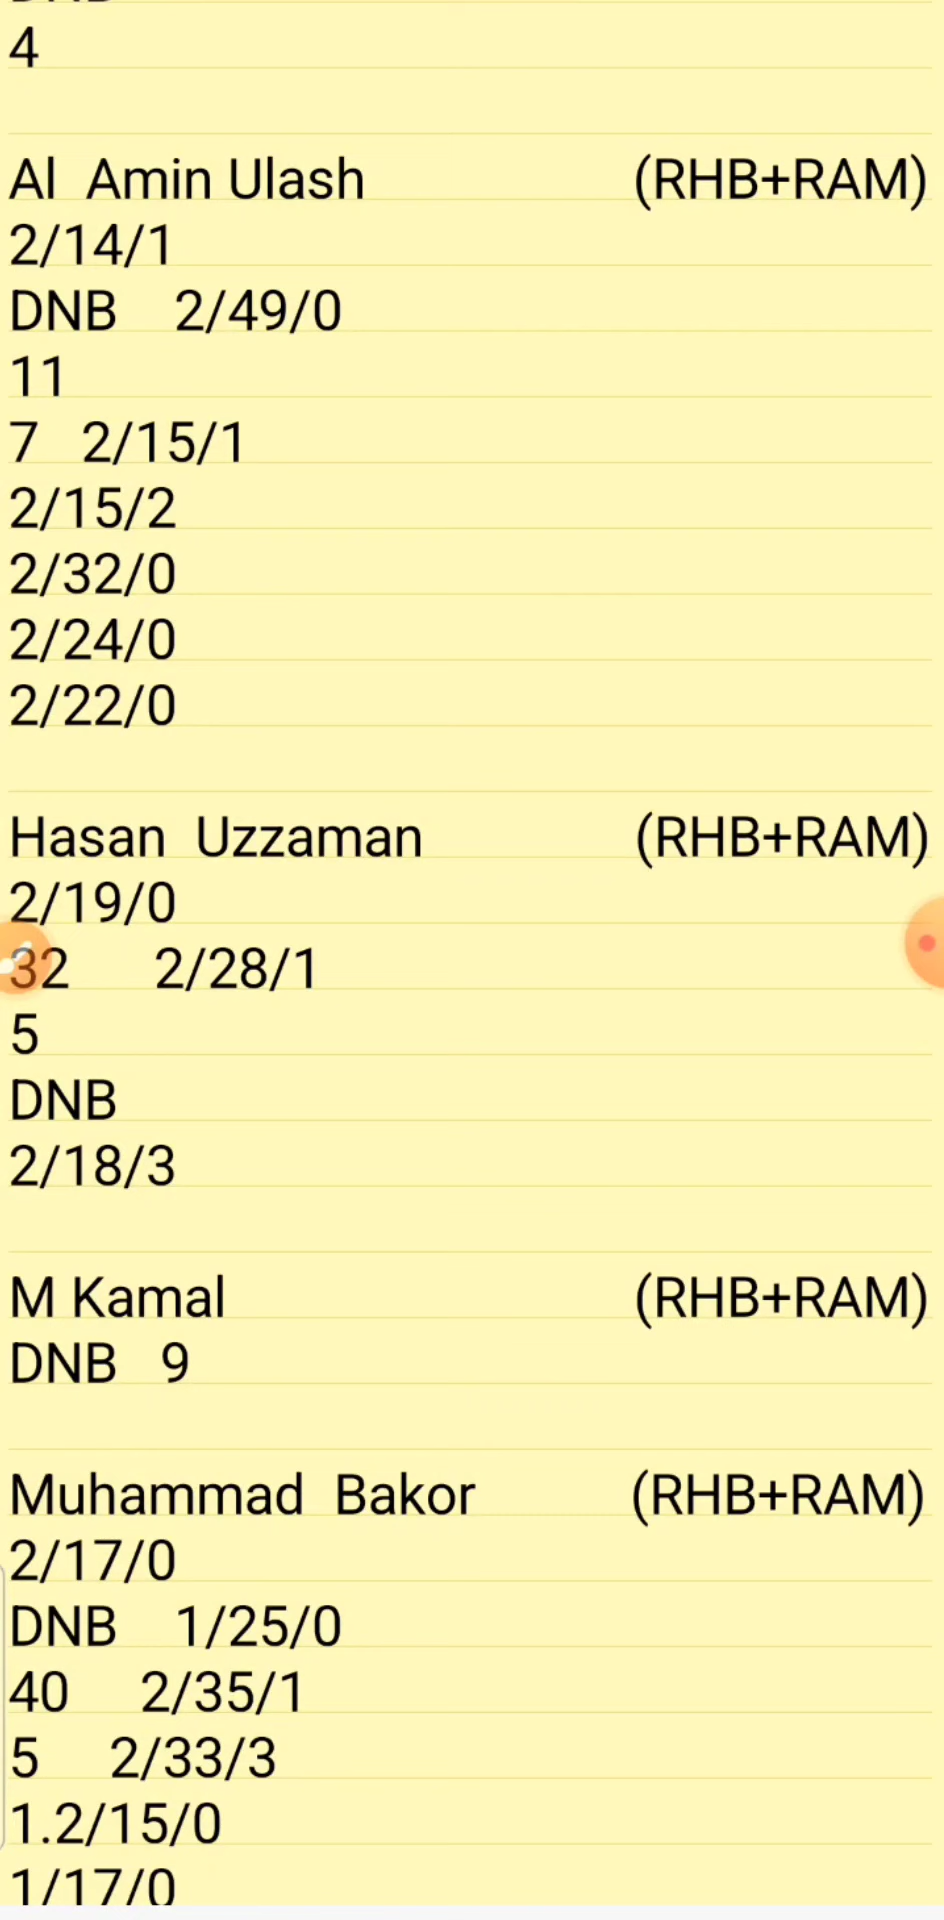 4
Al  Amin Ulash (RHB+RAM)
2/14/1
DNB 2/49/0
11
7 2/15/1
2/15/2
2/32/0
2/24/0
2/22/0
Hasan  Uzzaman (RHB+RAM)
2/19/0
32 2/28/1
5
DNB
2/18/3
M Kamal (RHB+RAM)
DNB 9
Muhammad  Bakor (RHB+RAM)
2/17/0
DNB 1/25/0
40 2/35/1
5 2/33/3
1.2/15/0
1/17/0